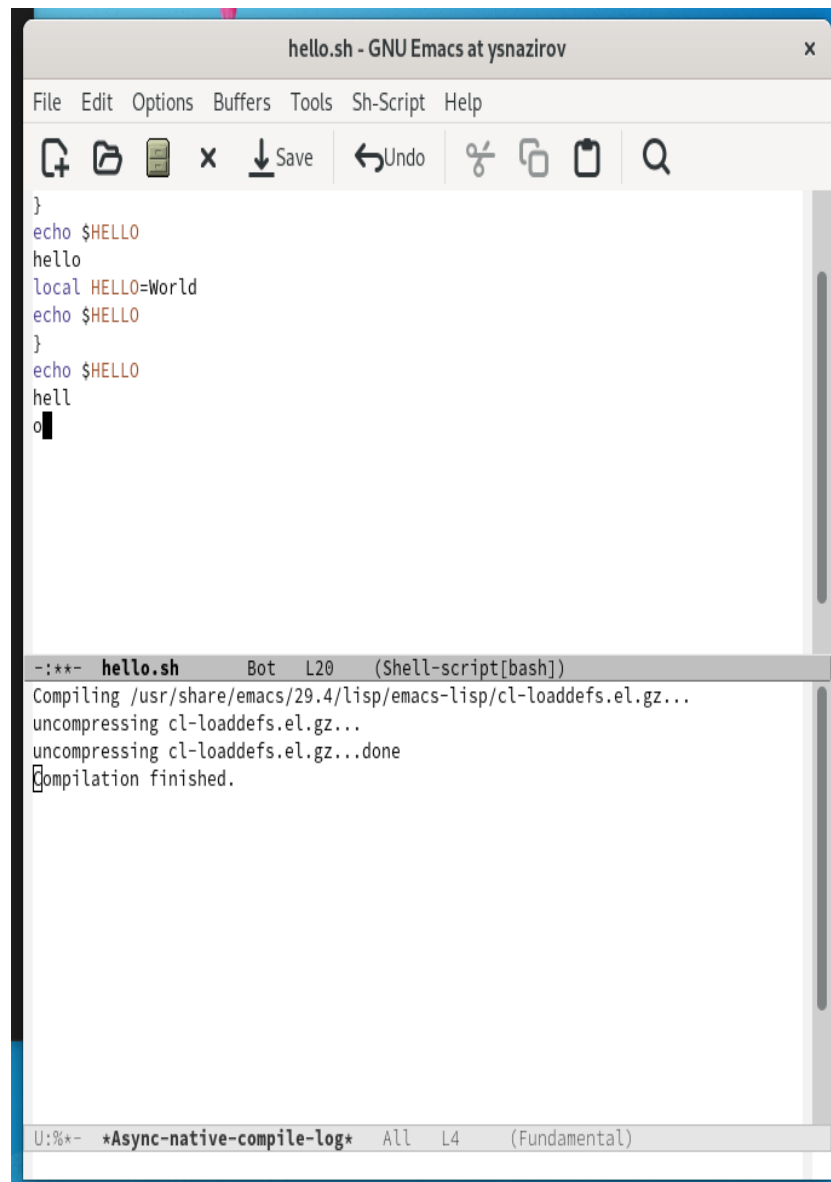 hello.sh - GNU Emacs at ysnazirov x
File Edit Options Buffers Tools Sh-Script Help
Save Undo
}
echo $HELLO
hello
local HELLO=World
echo $HELLO
}
echo $HELLO
hell
o
-:**- hello.sh Bot L20 (Shell-script[bash])
Compiling /usr/share/emacs/29.4/lisp/emacs-lisp/cl-loaddefs.el.gz...
uncompressing cl-loaddefs.el.gz...
uncompressing cl-loaddefs.el.gz...done
Compilation finished.
U:%*- *Async-native-compile-log* All L4 (Fundamental)